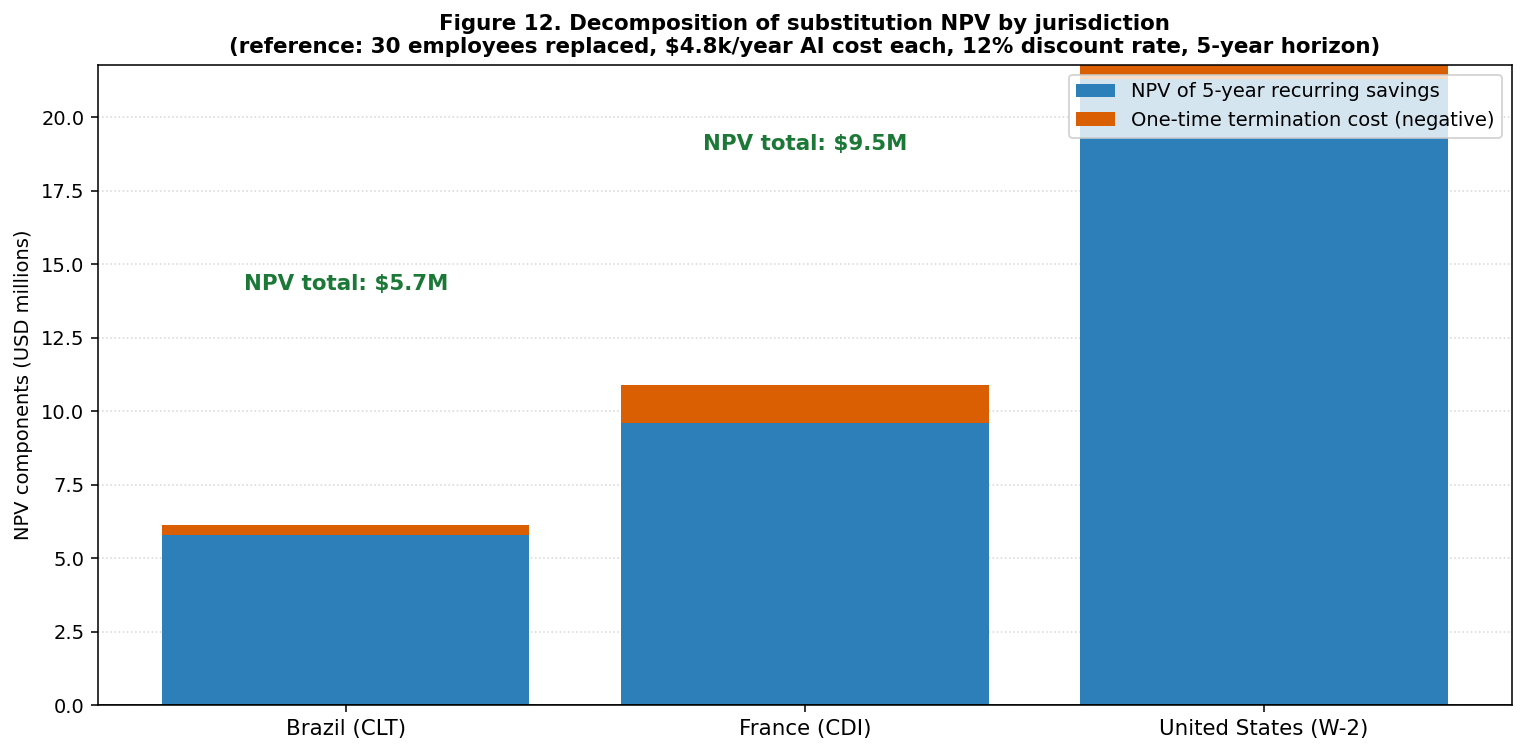 Figure 12. Decomposition of substitution NPV by jurisdiction
(reference: 30 employees replaced, $4.8k/year AI cost each, 12% discount rate, 5-year horizon)
NPV of 5-year recurring savings
One-time termination cost (negative)
NPV components (USD millions)
20.0
17.5
15.0
12.5
10.0
7.5
5.0
2.5
0.0
NPV total: $5.7M
NPV total: $9.5M
Brazil (CLT)
France (CDI)
United States (W-2)